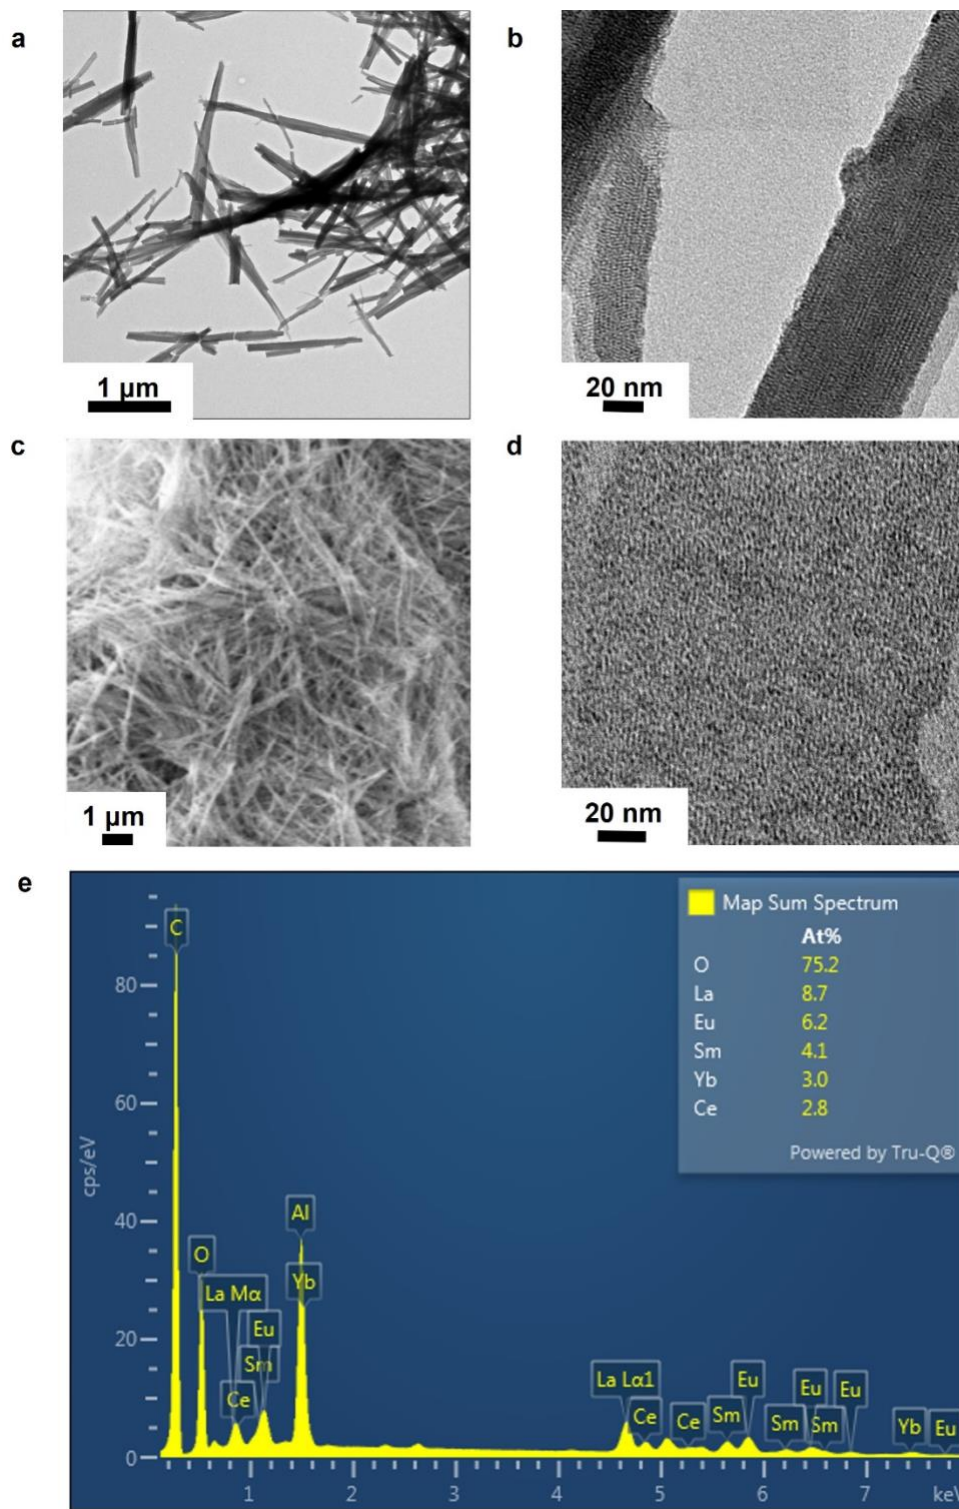 a
b
1 µm
20 nm
c
d
1 µm
20 nm
e
Map Sum Spectrum
At%
O 75.2
La 8.7
Eu 6.2
Sm 4.1
Yb 3.0
Ce 2.8
Powered by Tru-Q®
cps/eV
80
60
40
20
0
C
O
La Mα
Ce
Sm
Eu
Al
Yb
La Lα1
Ce
Ce
Sm
Eu
Sm
Eu
Sm
Eu
Yb
Eu
1 2 3 4 5 6 7 keV